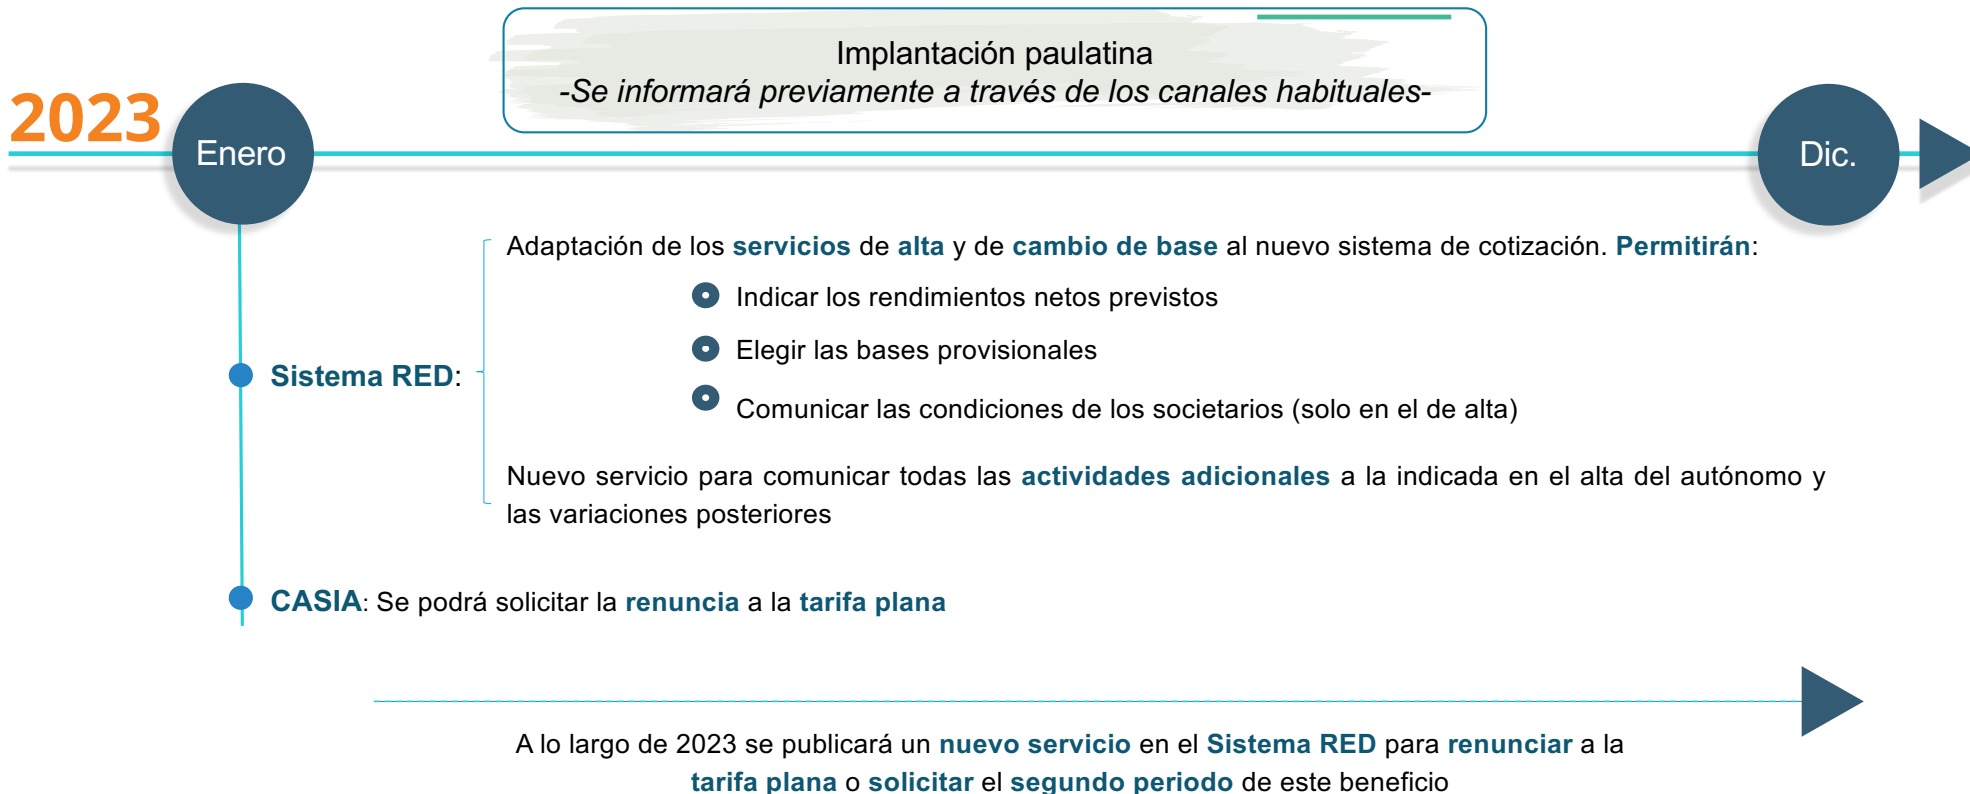 Implantación paulatina
-Se informará previamente a través de los canales habituales-
2023
Enero
Dic.
Adaptación de los servicios de alta y de cambio de base al nuevo sistema de cotización. Permitirán:
Indicar los rendimientos netos previstos
Elegir las bases provisionales
Sistema RED:
Comunicar las condiciones de los societarios (solo en el de alta)
Nuevo servicio para comunicar todas las actividades adicionales a la indicada en el alta del autónomo y
las variaciones posteriores
CASIA: Se podrá solicitar la renuncia a la tarifa plana
A lo largo de 2023 se publicará un nuevo servicio en el Sistema RED para renunciar a la
tarifa plana o solicitar el segundo periodo de este beneficio